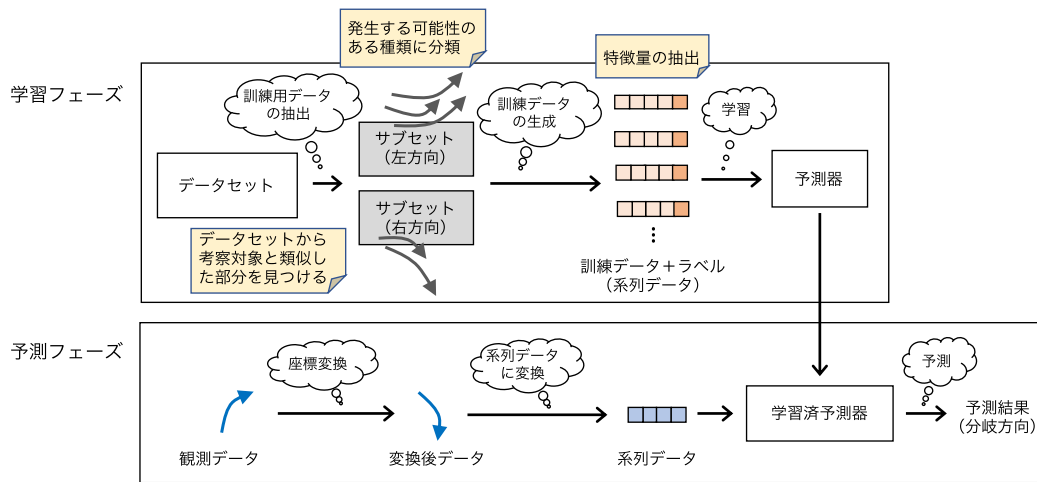 発生する可能性の
ある種類に分類
特徴量の抽出
学習フェーズ
訓練用データ
の抽出
訓練データ
の生成
学習
サブセット
（左方向）
データセット
予測器
サブセット
（右方向）
データセットから
考察対象と類似し
た部分を見つける
訓練データ＋ラベル
（系列データ）
予測フェーズ
座標変換
系列データ
に変換
予測
学習済予測器
予測結果
（分岐方向）
観測データ
変換後データ
系列データ